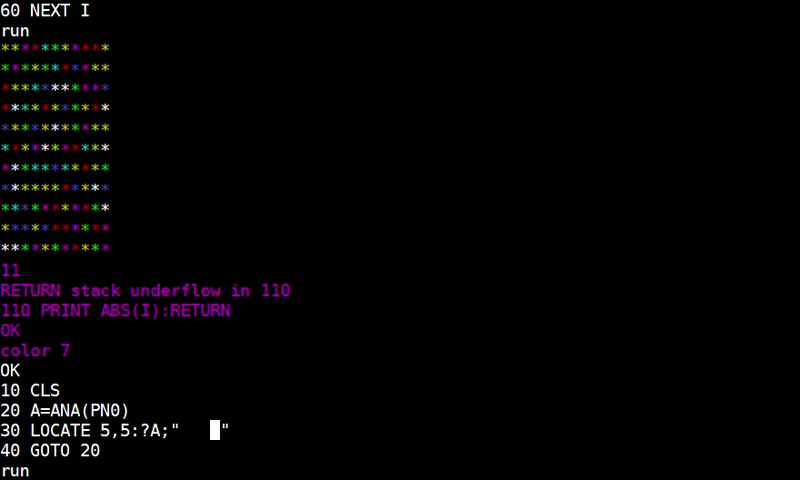 60 NEXT I
run
***********
***********
***********
***********
***********
***********
***********
***********
***********
***********
***********
11
RETURN stack underflow in 110
110 PRINT ABS(I):RETURN
OK
color 7
OK
10 CLS
20 A=ANA(PN0)
30 LOCATE 5,5:?A;"    "
40 GOTO 20
run